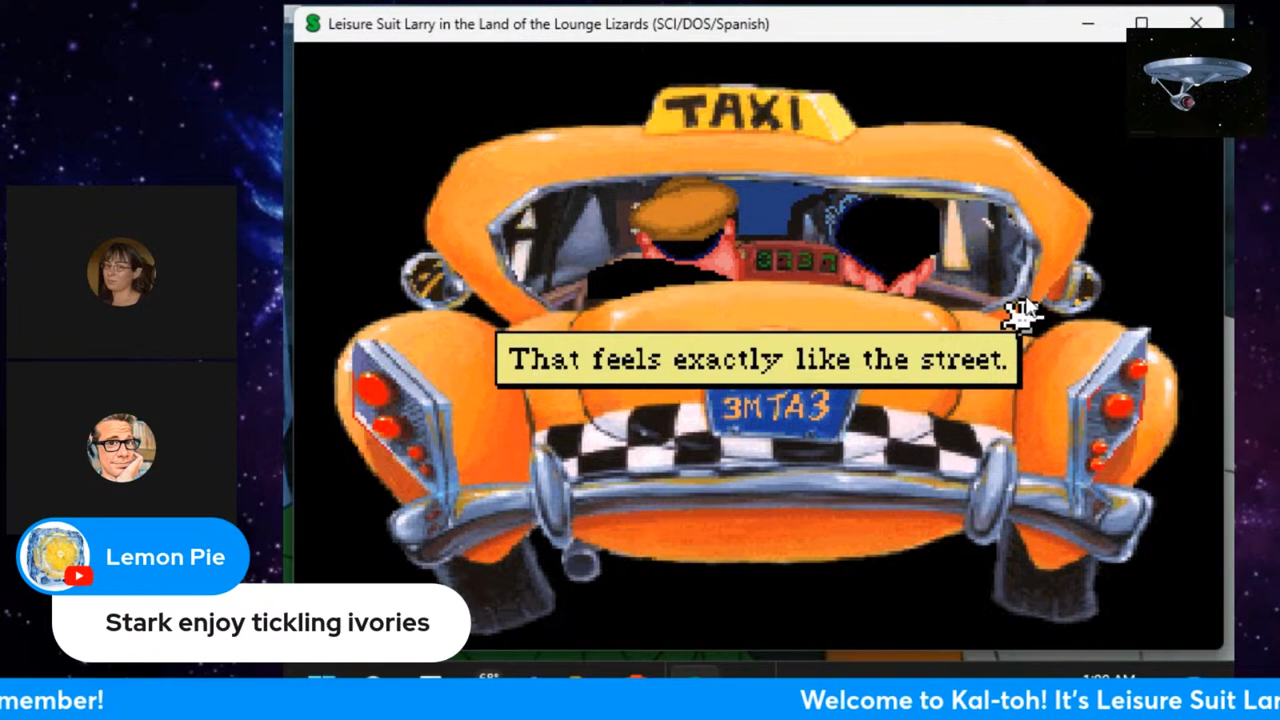 Leisure Suit Larry in the Land of the Lounge Lizards (SCI/DOS/Spanish)
TAXI
That feels exactly like the street.
3MTA3
Lemon Pie
Stark enjoy tickling ivories
member!
Welcome to Kal-toh! It's Leisure Suit Lar